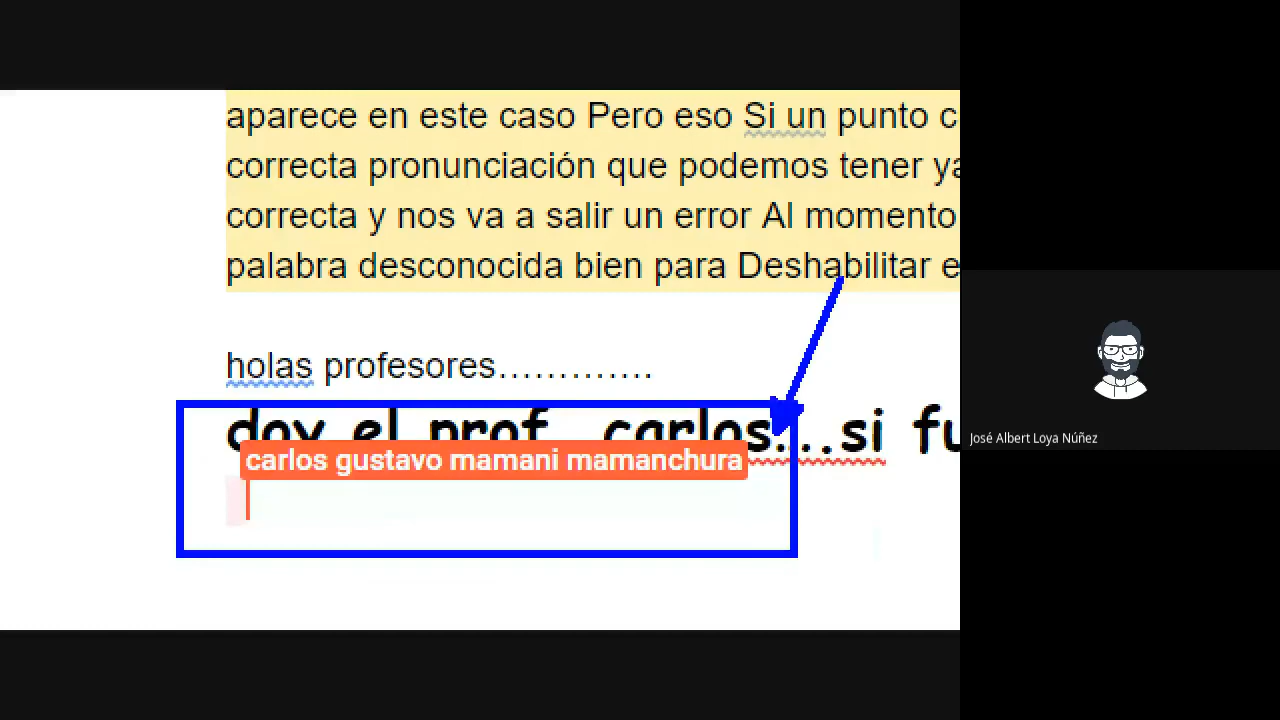 aparece en este caso Pero eso Si un punto c
correcta pronunciación que podemos tener ya
correcta y nos va a salir un error Al momento
palabra desconocida bien para Deshabilitar e
holas profesores………….
doy el prof carlos....si fu
carlos gustavo mamani mamanchura
José Albert Loya Núñez